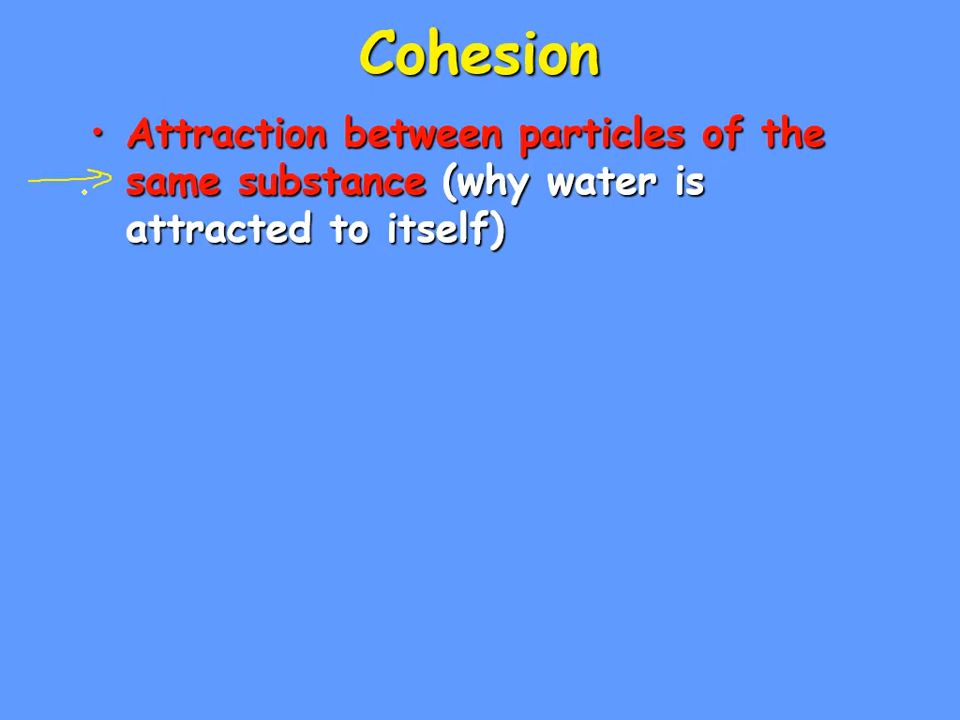 Cohesion
• Attraction between particles of the
same substance (why water is
attracted to itself)